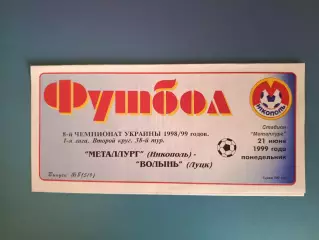 Футбол
НИКОПОЛЬ
8-й ЧЕМПИОНАТ УКРАИНЫ 1998/99 годов.
1-я лига. Второй круг. 38-й тур.
"МЕТАЛЛУРГ" (Никополь) -
"ВОЛЫНЬ" (Луцк)
Стадион
"Металлург"
21 июня
1999 года
понедельник